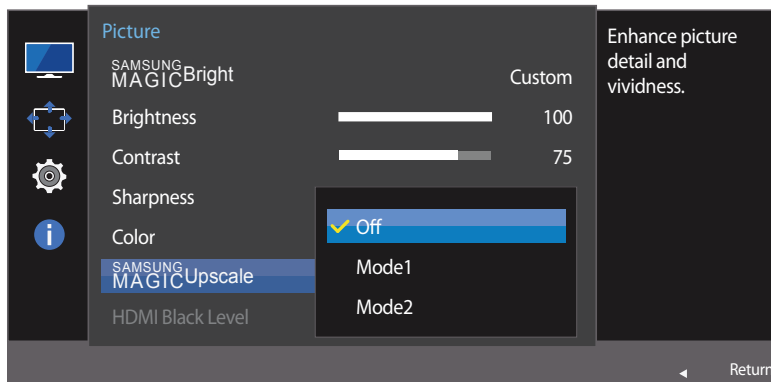 Picture
SAMSUNG
MAGICBright Custom
Brightness 100
Contrast 75
Sharpness
Color
SAMSUNG
MAGICUpscale
HDMI Black Level
Off
Mode1
Mode2
Enhance picture
detail and
vividness.
Return